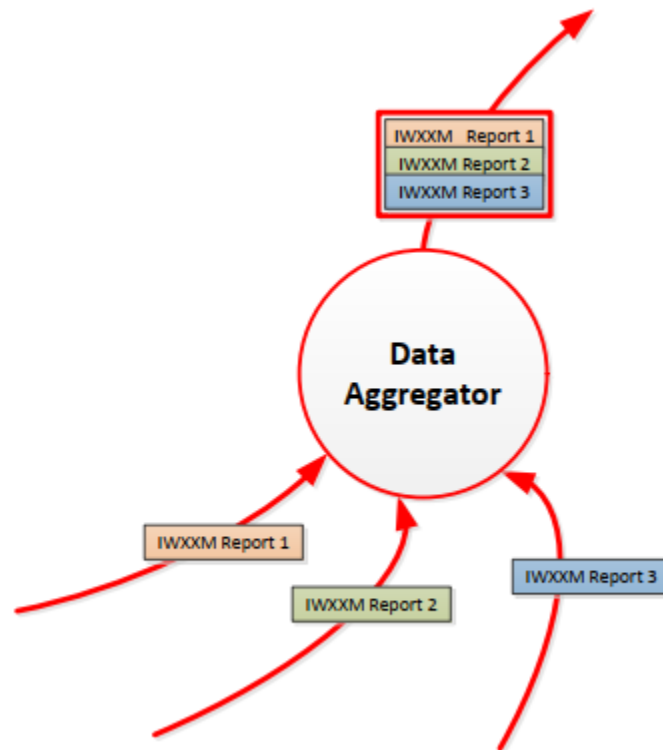 IWXXM   Report 1
IWXXM Report 2
IWXXM Report 3
Data
Aggregator
IWXXM Report 1
IWXXM Report 2
IWXXM Report 3